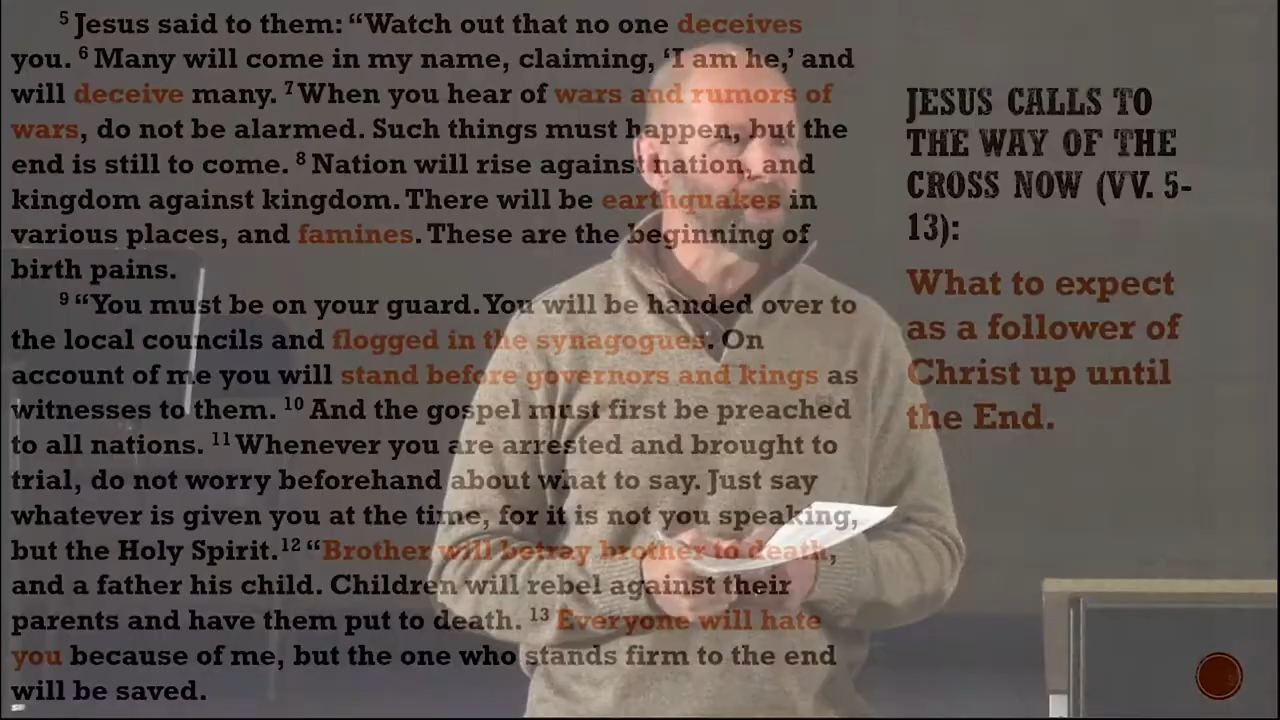 5 Jesus said to them: “Watch out that no one deceives
you. 6 Many will come in my name, claiming, ‘I am he,’ and
will deceive many. 7 When you hear of wars and rumors of
wars, do not be alarmed. Such things must happen, but the
end is still to come. 8 Nation will rise against nation, and
kingdom against kingdom. There will be earthquakes in
various places, and famines. These are the beginning of
birth pains.
9 “You must be on your guard. You will be handed over to
the local councils and flogged in the synagogues. On
account of me you will stand before governors and kings as
witnesses to them. 10 And the gospel must first be preached
to all nations. 11 Whenever you are arrested and brought to
trial, do not worry beforehand about what to say. Just say
whatever is given you at the time, for it is not you speaking,
but the Holy Spirit. 12 “Brother will betray brother to death,
and a father his child. Children will rebel against their
parents and have them put to death. 13 Everyone will hate
you because of me, but the one who stands firm to the end
will be saved.
JESUS CALLS TO
THE WAY OF THE
CROSS NOW (VV. 5-
13):
What to expect
as a follower of
Christ up until
the End.